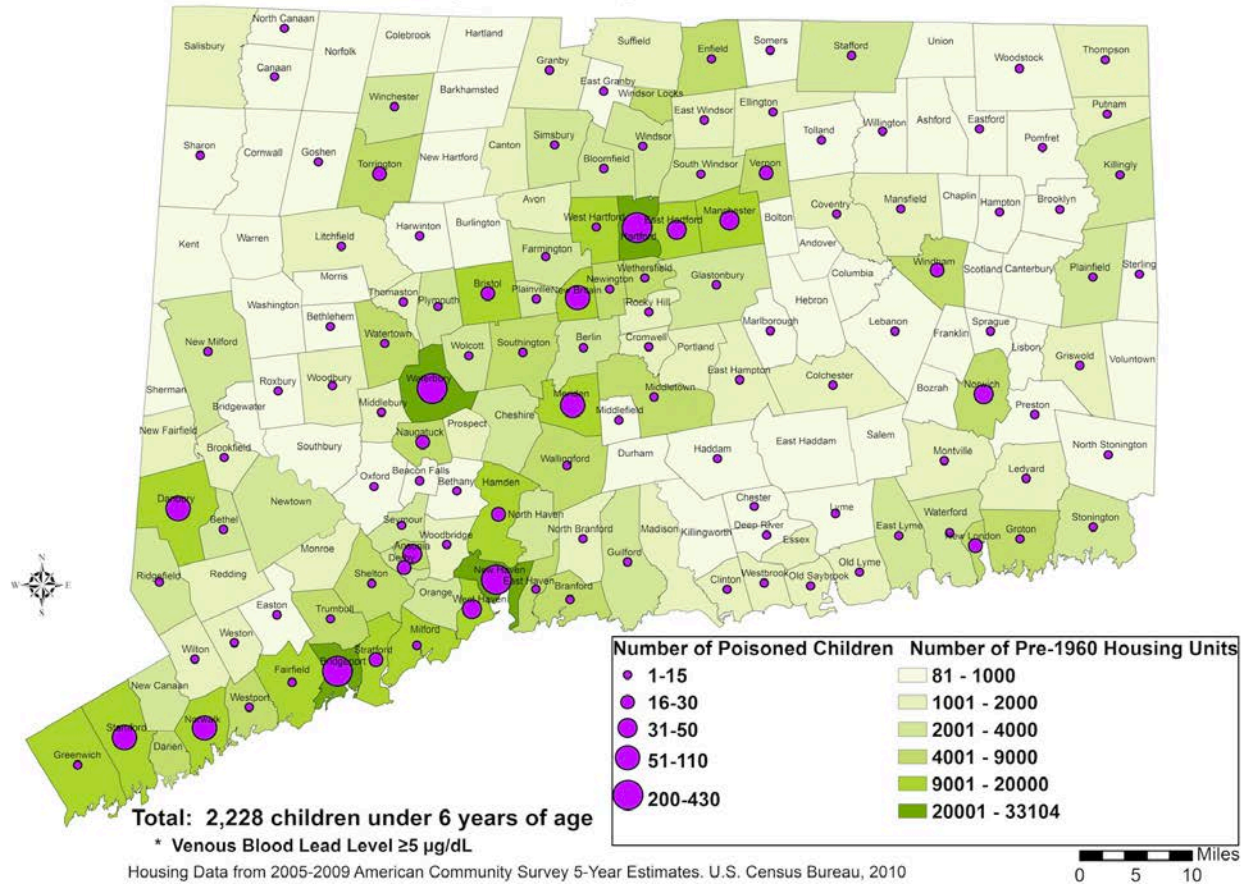 North Canaan
Colebrook
Hartland
Suffield
Somers
Union
Salisbury
Norfolk
Enfield
Stafford
Woodstock
Thompson
Canaan
Granby
East Granby
Barkhamsted
Windsor Locks
Winchester
East Windsor
Ellington
Putnam
Willington
Ashford
Eastford
Simsbury
Windsor
Tolland
Pomfret
Sharon
Cornwall
Goshen
New Hartford
Canton
Bloomfield
South Windsor
Vernon
Killingly
Torrington
Avon
West Hartford
East Hartford
Manchester
Coventry
Mansfield
Chaplin
Hampton
Brooklyn
Bolton
Hartford
Kent
Warren
Litchfield
Harwinton
Burlington
Andover
Farmington
Windham
Scotland
Canterbury
Plainfield
Sterling
Morris
Wethersfield
Columbia
Newington
Glastonbury
Washington
Thomaston
Bristol
Plainville
New Britain
Plymouth
Rocky Hill
Hebron
Bethlehem
Marlborough
Lebanon
Franklin
Sprague
Lisbon
New Milford
Watertown
Wolcott
Southington
Berlin
Cromwell
Portland
Griswold
Voluntown
Sherman
Roxbury
Woodbury
Waterbury
East Hampton
Colchester
Bozrah
Norwich
Bridgewater
Middlebury
Meriden
Middletown
Preston
New Fairfield
Cheshire
Middlefield
Naugatuck
Prospect
Brookfield
Southbury
Durham
Haddam
East Haddam
Salem
North Stonington
Wallingford
Montville
Oxford
Beacon Falls
Bethany
Hamden
Ledyard
Danbury
Newtown
Chester
Bethel
Seymour
North Haven
Lyme
Woodbridge
North Branford
Madison
Killingworth
Deep River
East Lyme
Waterford
Stonington
Essex
New London
Groton
Ansonia
Derby
Monroe
Redding
Ridgefield
Shelton
New Haven
East Haven
Guilford
Old Lyme
Westbrook
Clinton
Old Saybrook
Branford
Orange
Easton
Trumbull
West Haven
Weston
Milford
Stratford
Wilton
Bridgeport
Fairfield
New Canaan
Westport
Stamford
Norwalk
Darien
Greenwich
N
W
E
S
Number of Poisoned Children
1-15
16-30
31-50
51-110
200-430
Number of Pre-1960 Housing Units
81 - 1000
1001 - 2000
2001 - 4000
4001 - 9000
9001 - 20000
20001 - 33104
Total: 2,228 children under 6 years of age
* Venous Blood Lead Level ≥5 µg/dL
Housing Data from 2005-2009 American Community Survey 5-Year Estimates. U.S. Census Bureau, 2010
Miles
0 5 10